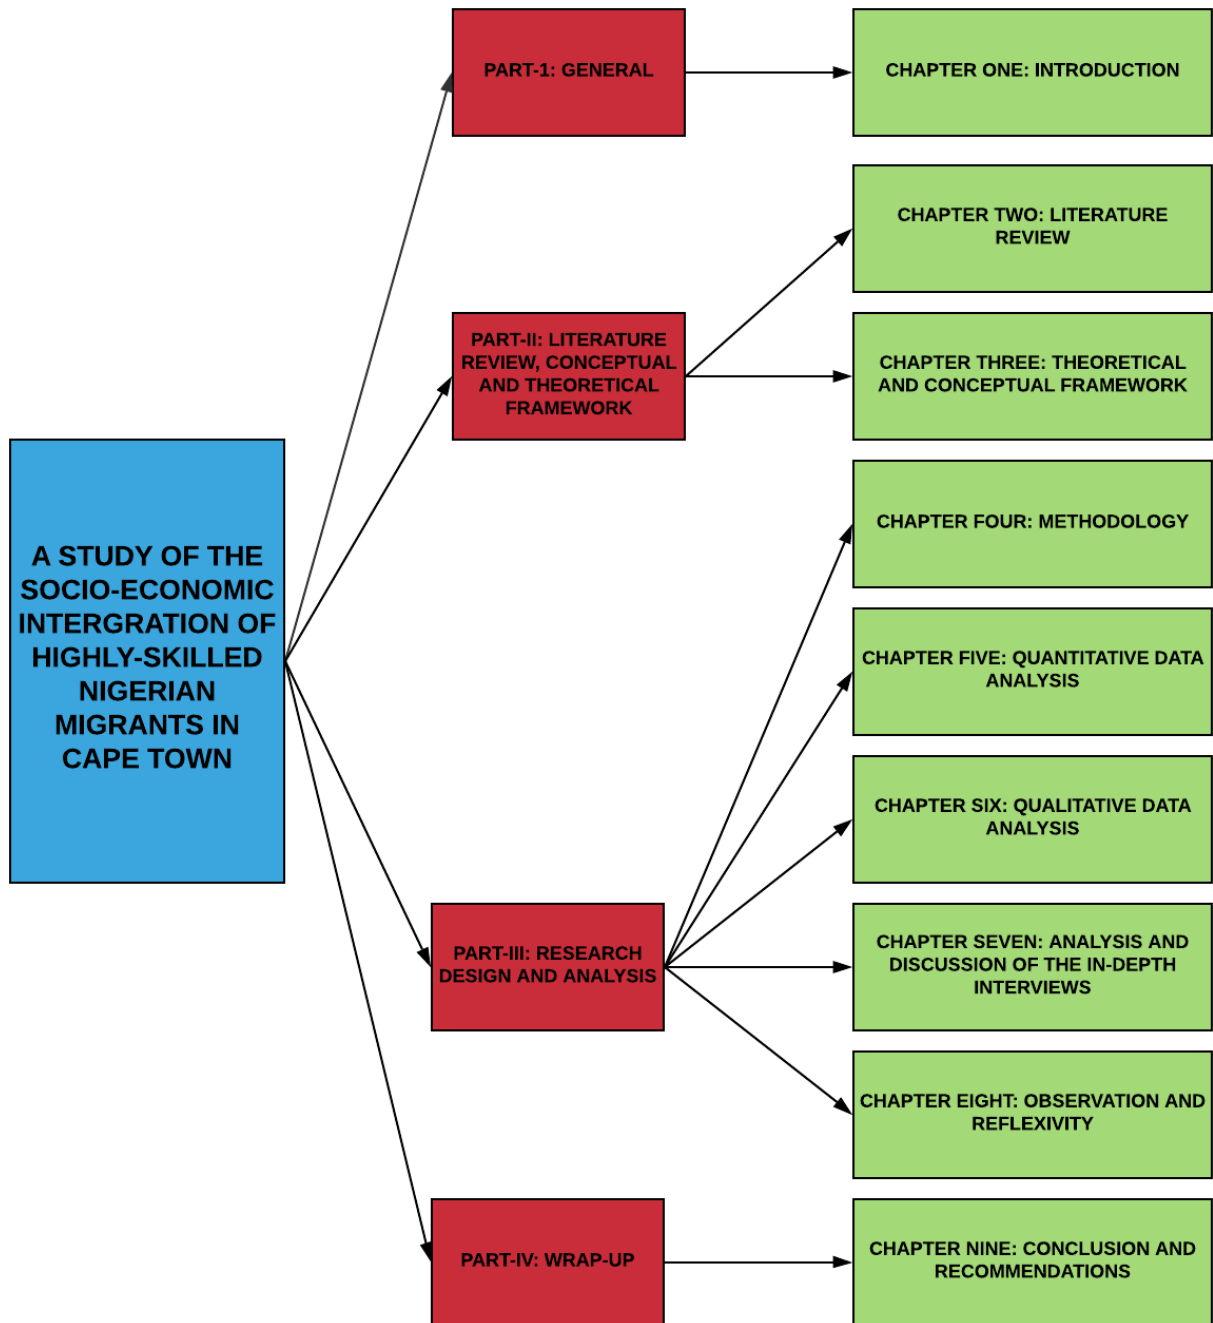 A STUDY OF THE
SOCIO-ECONOMIC
INTERGRATION OF
HIGHLY-SKILLED
NIGERIAN
MIGRANTS IN
CAPE TOWN
PART-1: GENERAL
CHAPTER ONE: INTRODUCTION
PART-II: LITERATURE
REVIEW, CONCEPTUAL
AND THEORETICAL
FRAMEWORK
CHAPTER TWO: LITERATURE
REVIEW
CHAPTER THREE: THEORETICAL
AND CONCEPTUAL FRAMEWORK
PART-III: RESEARCH
DESIGN AND ANALYSIS
CHAPTER FOUR: METHODOLOGY
CHAPTER FIVE: QUANTITATIVE DATA
ANALYSIS
CHAPTER SIX: QUALITATIVE DATA
ANALYSIS
CHAPTER SEVEN: ANALYSIS AND
DISCUSSION OF THE IN-DEPTH
INTERVIEWS
CHAPTER EIGHT: OBSERVATION AND
REFLEXIVITY
PART-IV: WRAP-UP
CHAPTER NINE: CONCLUSION AND
RECOMMENDATIONS